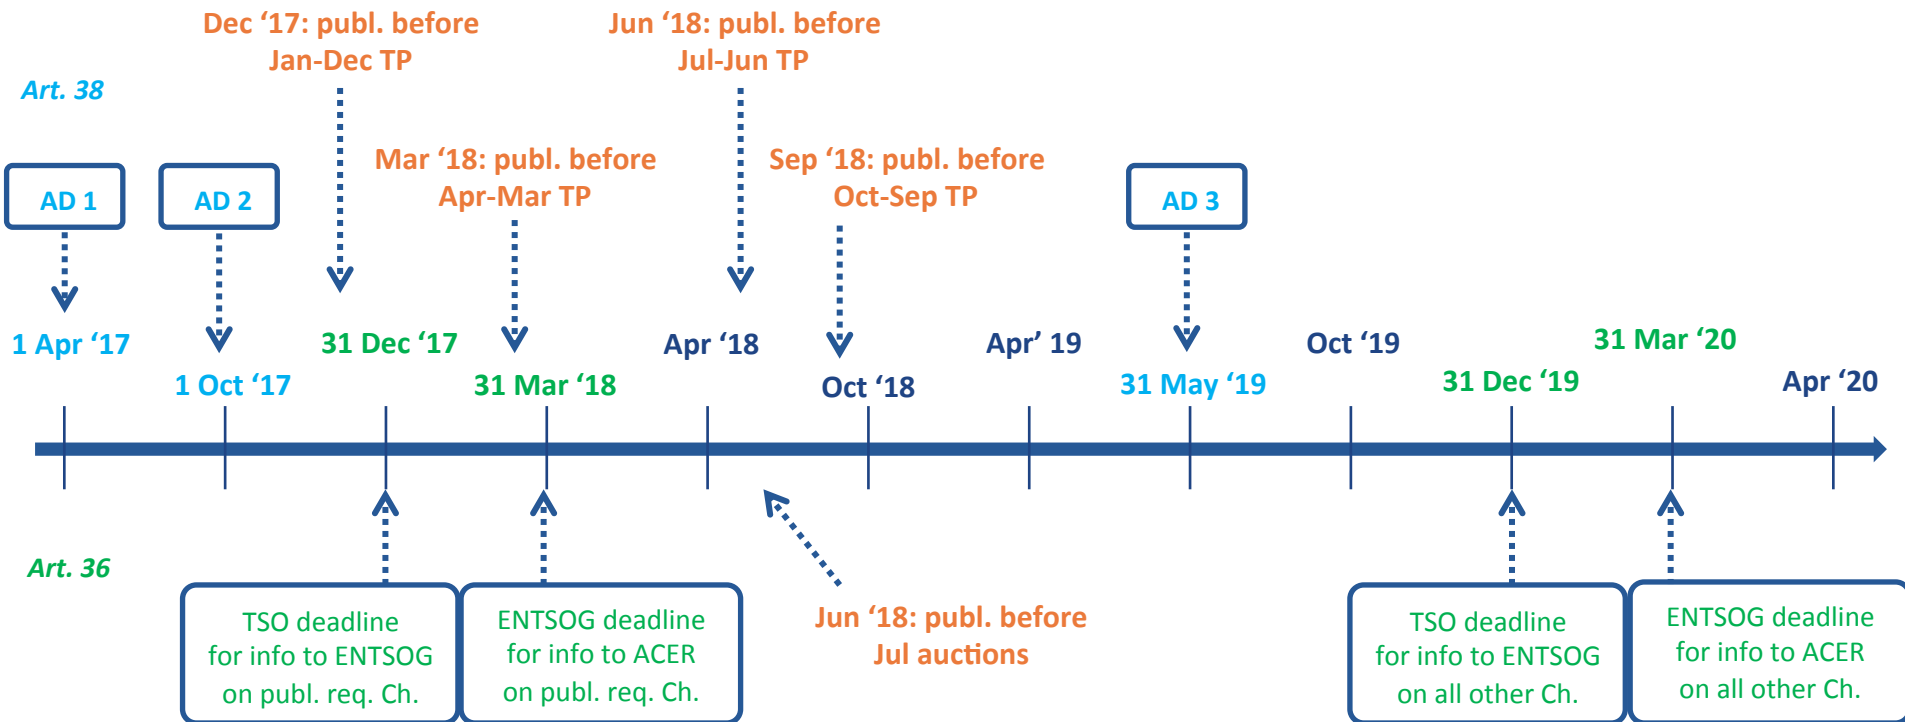 Dec ‘17: publ. before
Jan-Dec TP
Jun ‘18: publ. before
Jul-Jun TP
Art. 38
Mar ‘18: publ. before
Apr-Mar TP
Sep ‘18: publ. before
Oct-Sep TP
AD 1
AD 2
AD 3
1 Apr ‘17
1 Oct ‘17
31 Dec ‘17
31 Mar ‘18
Apr ‘18
Oct ‘18
Apr’ 19
31 May ‘19
Oct ‘19
31 Dec ‘19
31 Mar ‘20
Apr ‘20
Art. 36
TSO deadline
for info to ENTSOG
on publ. req. Ch.
ENTSOG deadline
for info to ACER
on publ. req. Ch.
Jun ‘18: publ. before
Jul auctions
TSO deadline
for info to ENTSOG
on all other Ch.
ENTSOG deadline
for info to ACER
on all other Ch.